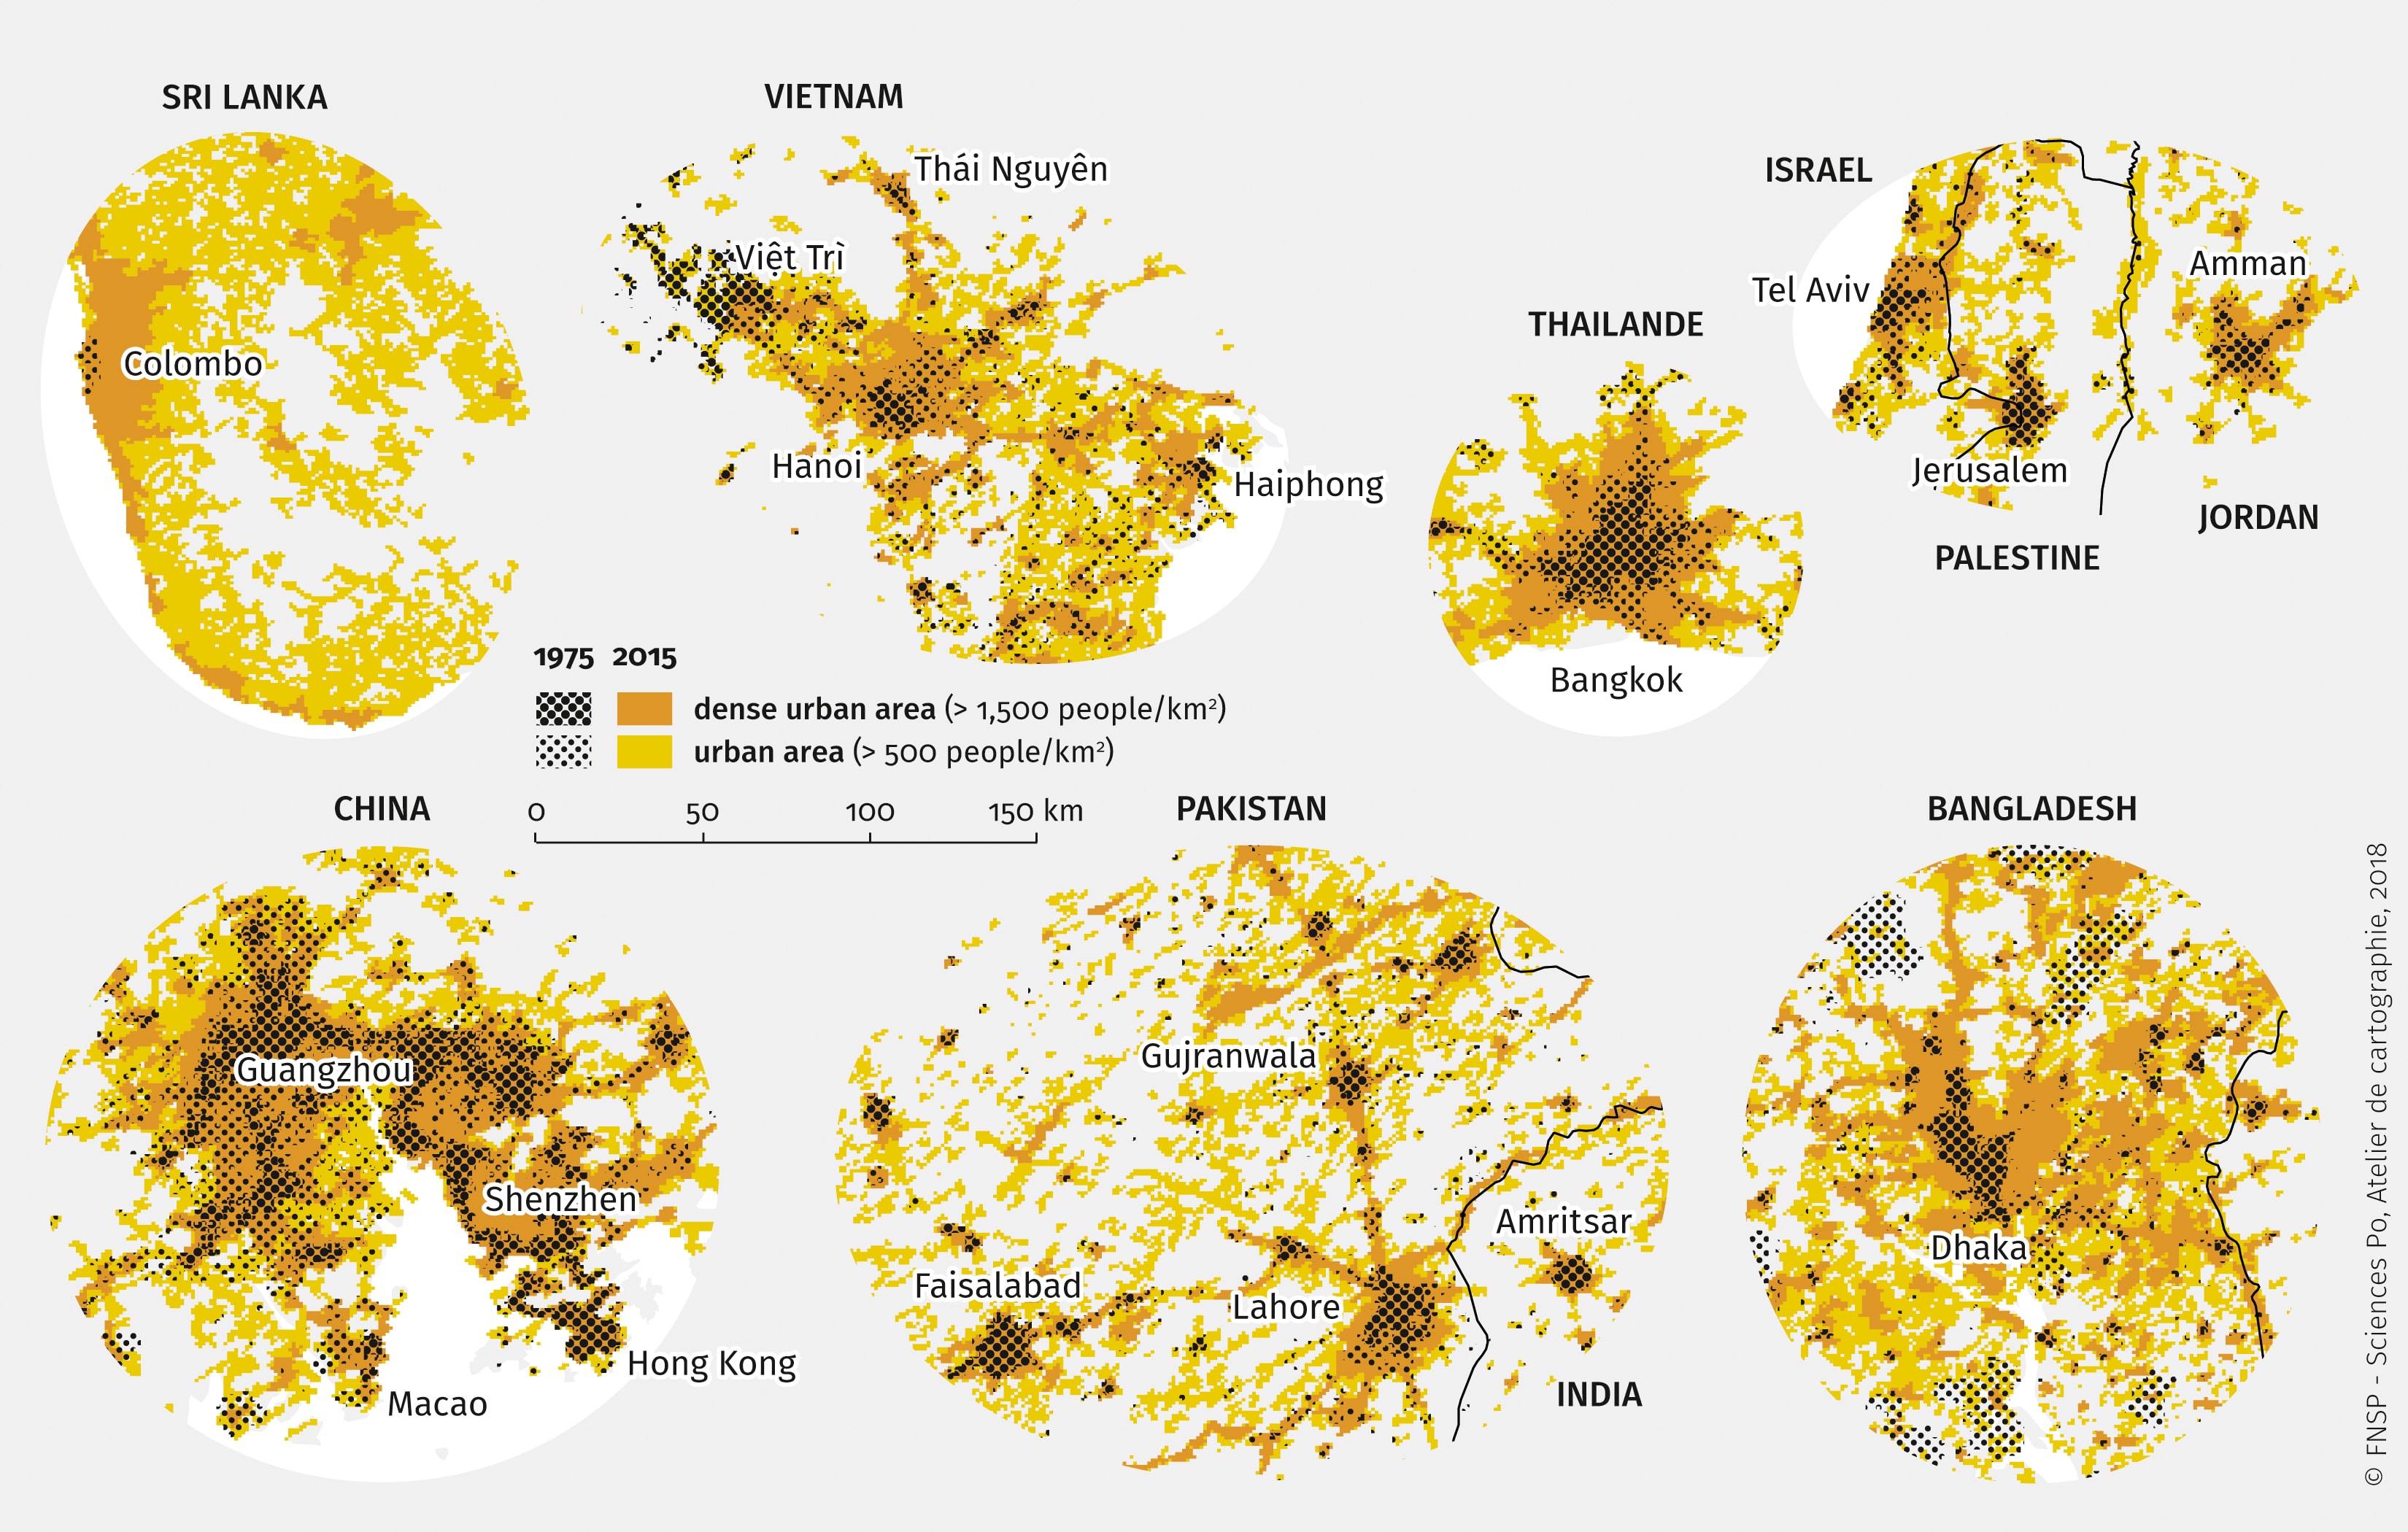 SRI LANKA
VIETNAM
Thái Nguyên
Việt Trì
Hanoi
Haiphong
Colombo
THAILANDE
Bangkok
ISRAEL
Tel Aviv
Amman
Jerusalem
JORDAN
PALESTINE
1975 2015
dense urban area (> 1,500 people/km²)
urban area (> 500 people/km²)
0 50 100 150 km
CHINA
Guangzhou
Shenzhen
Hong Kong
Macao
PAKISTAN
Gujranwala
Amritsar
Faisalabad
Lahore
INDIA
BANGLADESH
Dhaka
© FNSP - Sciences Po, Atelier de cartographie, 2018